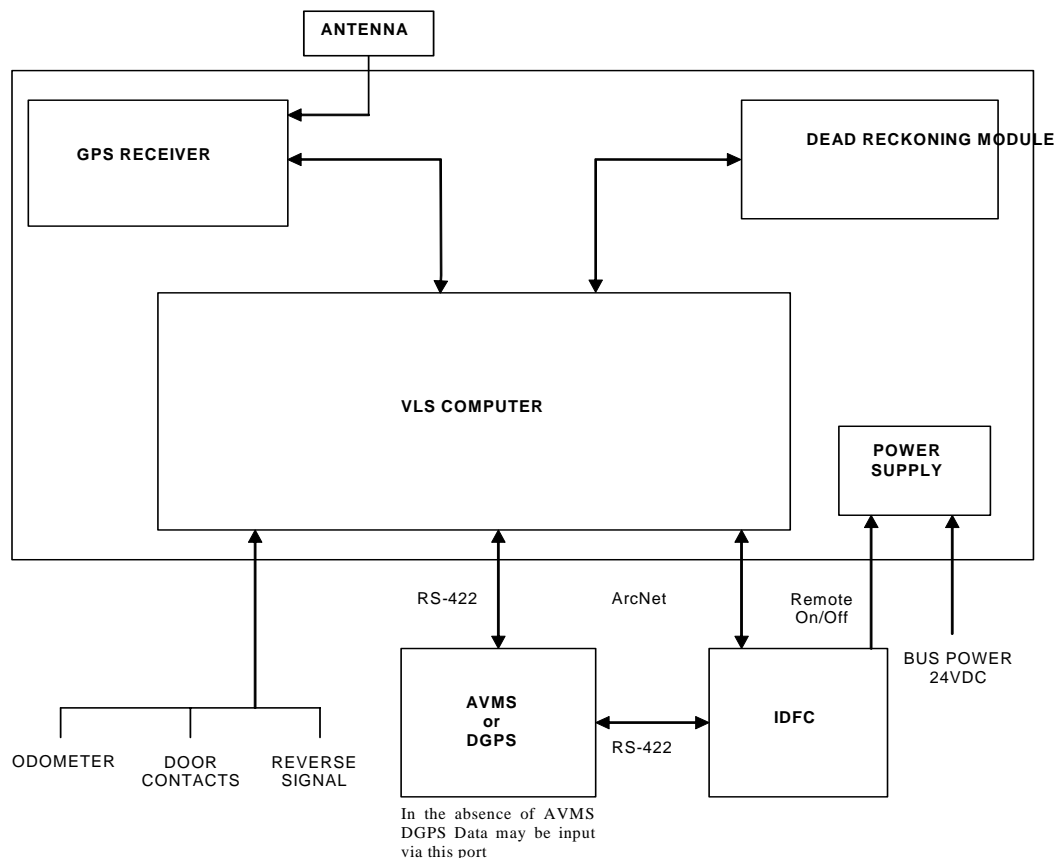 ANTENNA
GPS RECEIVER
DEAD RECKONING MODULE
VLS COMPUTER
POWER
SUPPLY
RS-422
ArcNet
Remote
On/Off
BUS POWER
24VDC
AVMS
or
DGPS
IDFC
RS-422
ODOMETER
DOOR
CONTACTS
REVERSE
SIGNAL
In the absence of AVMS
DGPS Data may be input
via this port